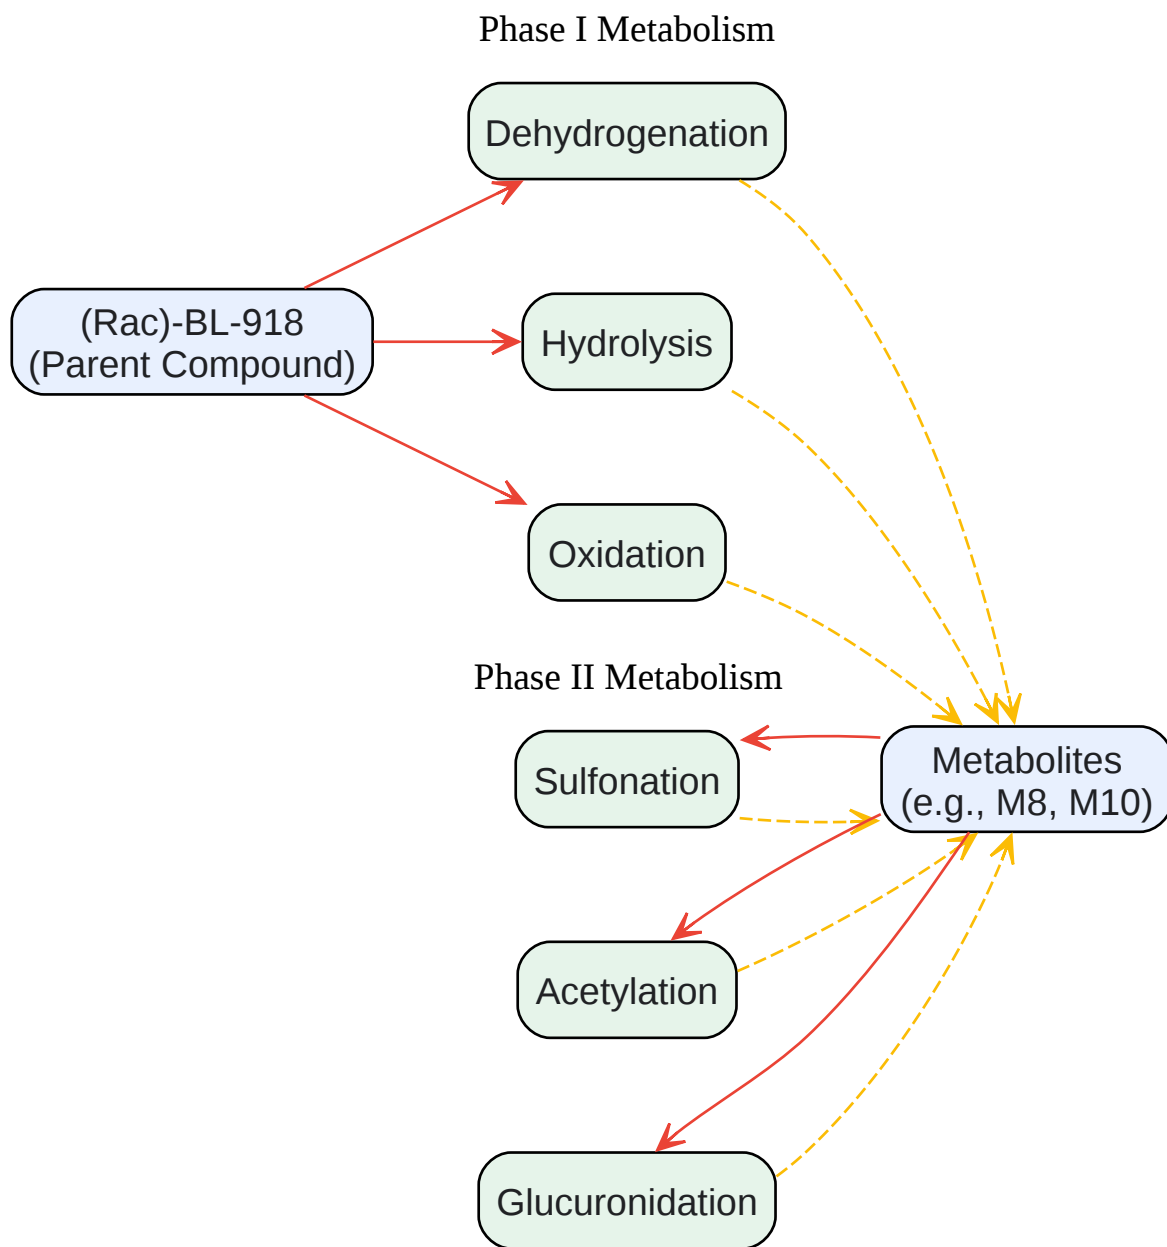 Phase I Metabolism
Dehydrogenation
(Rac)-BL-918
(Parent Compound)
Hydrolysis
Oxidation
Phase II Metabolism
Sulfonation
Metabolites
(e.g., M8, M10)
Acetylation
Glucuronidation